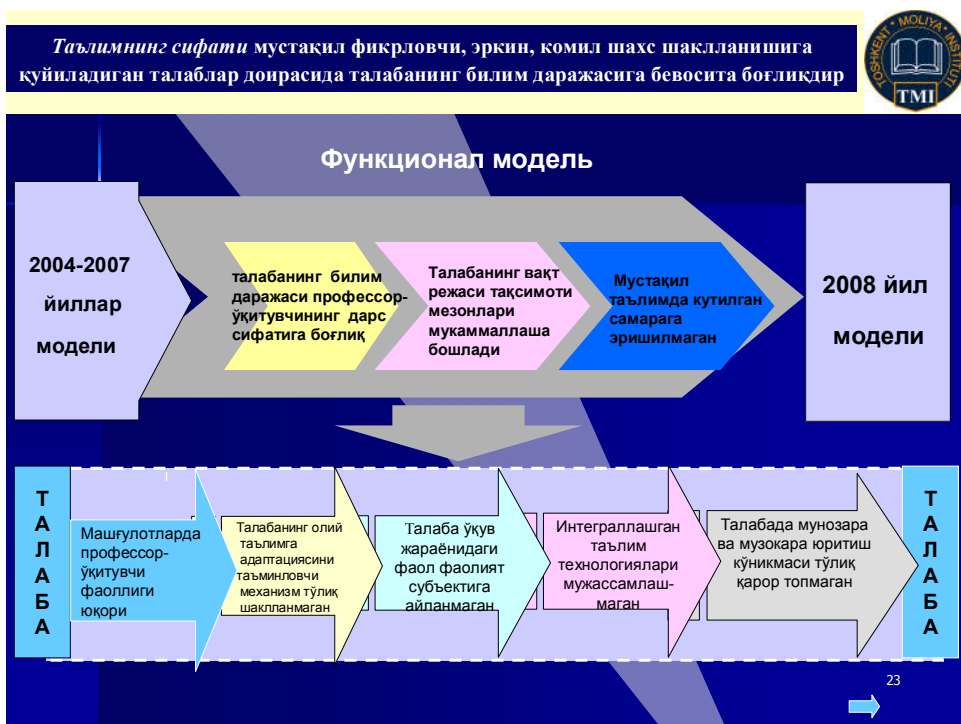 Таълимнинг сифати мустақил фикрловчи, эркин, комил шахс шаклланишига
қуйиладиган талаблар доирасида талабанинг билим даражасига бевосита боғлиқдир
TOSHKENT MOLIYA INSTITUTI
TMI
Функционал модель
2004-2007
йиллар
модели
талабанинг билим
даражаси профессор-
ўқитувчининг дарс
сифатига боғлиқ
Талабанинг вақт
режаси тақсимоти
мезонлари
мукаммаллаша
бошлади
Мустақил
таълимда кутилган
самарага
эришилмаган
2008 йил
модели
Т
А
Л
А
Б
А
Машғулотларда
профессор-
ўқитувчи
фаоллиги
юқори
Талабанинг олий
таълимга
адаптациясини
таъминловчи
механизм тўлиқ
шаклланмаган
Талаба ўқув
жараёнидаги
фаол фаолият
субъектига
айланмаган
Интеграллашган
таълим
технологиялари
мужассамлаш-
маган
Талабада мунозара
ва музокара юритиш
кўникмаси тўлиқ
қарор топмаган
Т
А
Л
А
Б
А
23